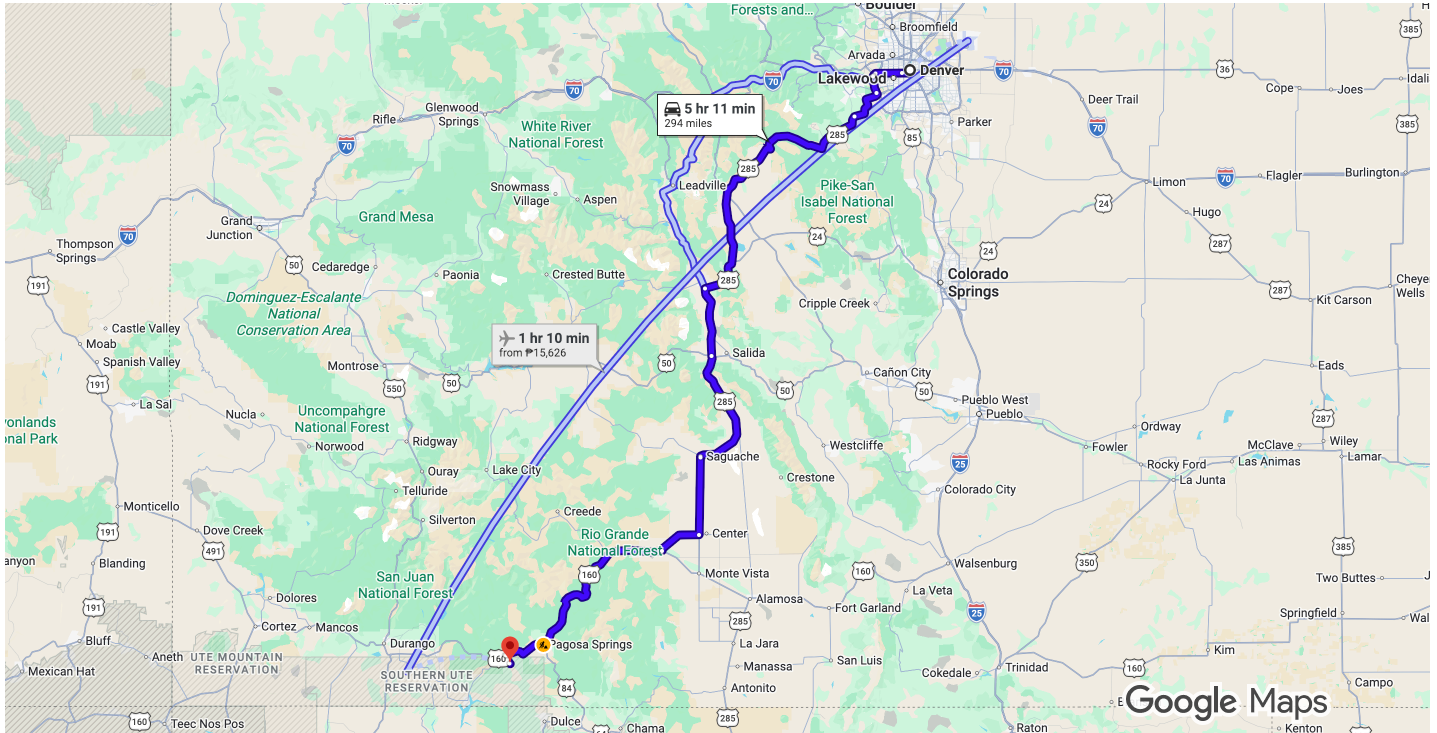 Forests and...
Boulder
Broomfield
385
Arvada
70
Lakewood
Denver
70
36
Idali
70
5 hr 11 min
294 miles
Cope
Joes
Glenwood
Springs
Rifle
Deer Trail
White River
National Forest
285
85
Parker
70
385
70
285
Leadville
Limon
70
Flagler
Burlington
Snowmass
Village
Aspen
Pike-San
Isabel National
Forest
24
Hugo
Grand Mesa
Grand
Junction
70
Thompson
Springs
24
287
24
50
Cedaredge
Paonia
Crested Butte
285
Colorado
Springs
191
Cheye
Wells
287
Kit Carson
Dominguez-Escalante
National
Conservation Area
Cripple Creek
Castle Valley
1 hr 10 min
from ₱15,626
Moab
Spanish Valley
Montrose
50
Salida
Eads
191
550
50
Cañon City
50
50
La Sal
Pueblo West
Pueblo
Nucla
Uncompahgre
National Forest
285
287
Ordway
yonlands
nal Park
Norwood
Ridgway
Westcliffe
Fowler
McClave
Wiley
Saguache
25
Rocky Ford
Las Animas
Lamar
Ouray
Lake City
Crestone
La Junta
Telluride
Colorado City
Monticello
Creede
Silverton
191
Dove Creek
Rio Grande
National Forest
Center
385
anyon
491
Blanding
160
Monte Vista
160
Walsenburg
350
San Juan
National Forest
La Veta
Two Buttes
Dolores
Alamosa
Fort Garland
191
25
Springfield
Wal
Cortez
Mancos
285
Bluff
Durango
Pagosa Springs
La Jara
Kim
Aneth
UTE MOUNTAIN
RESERVATION
160
San Luis
Mexican Hat
Manassa
Trinidad
160
SOUTHERN UTE
RESERVATION
Cokedale
Campo
84
Antonito
E
Google Maps
160
Teec Nos Pos
Dulce
285
Chama
Raton
Kenton